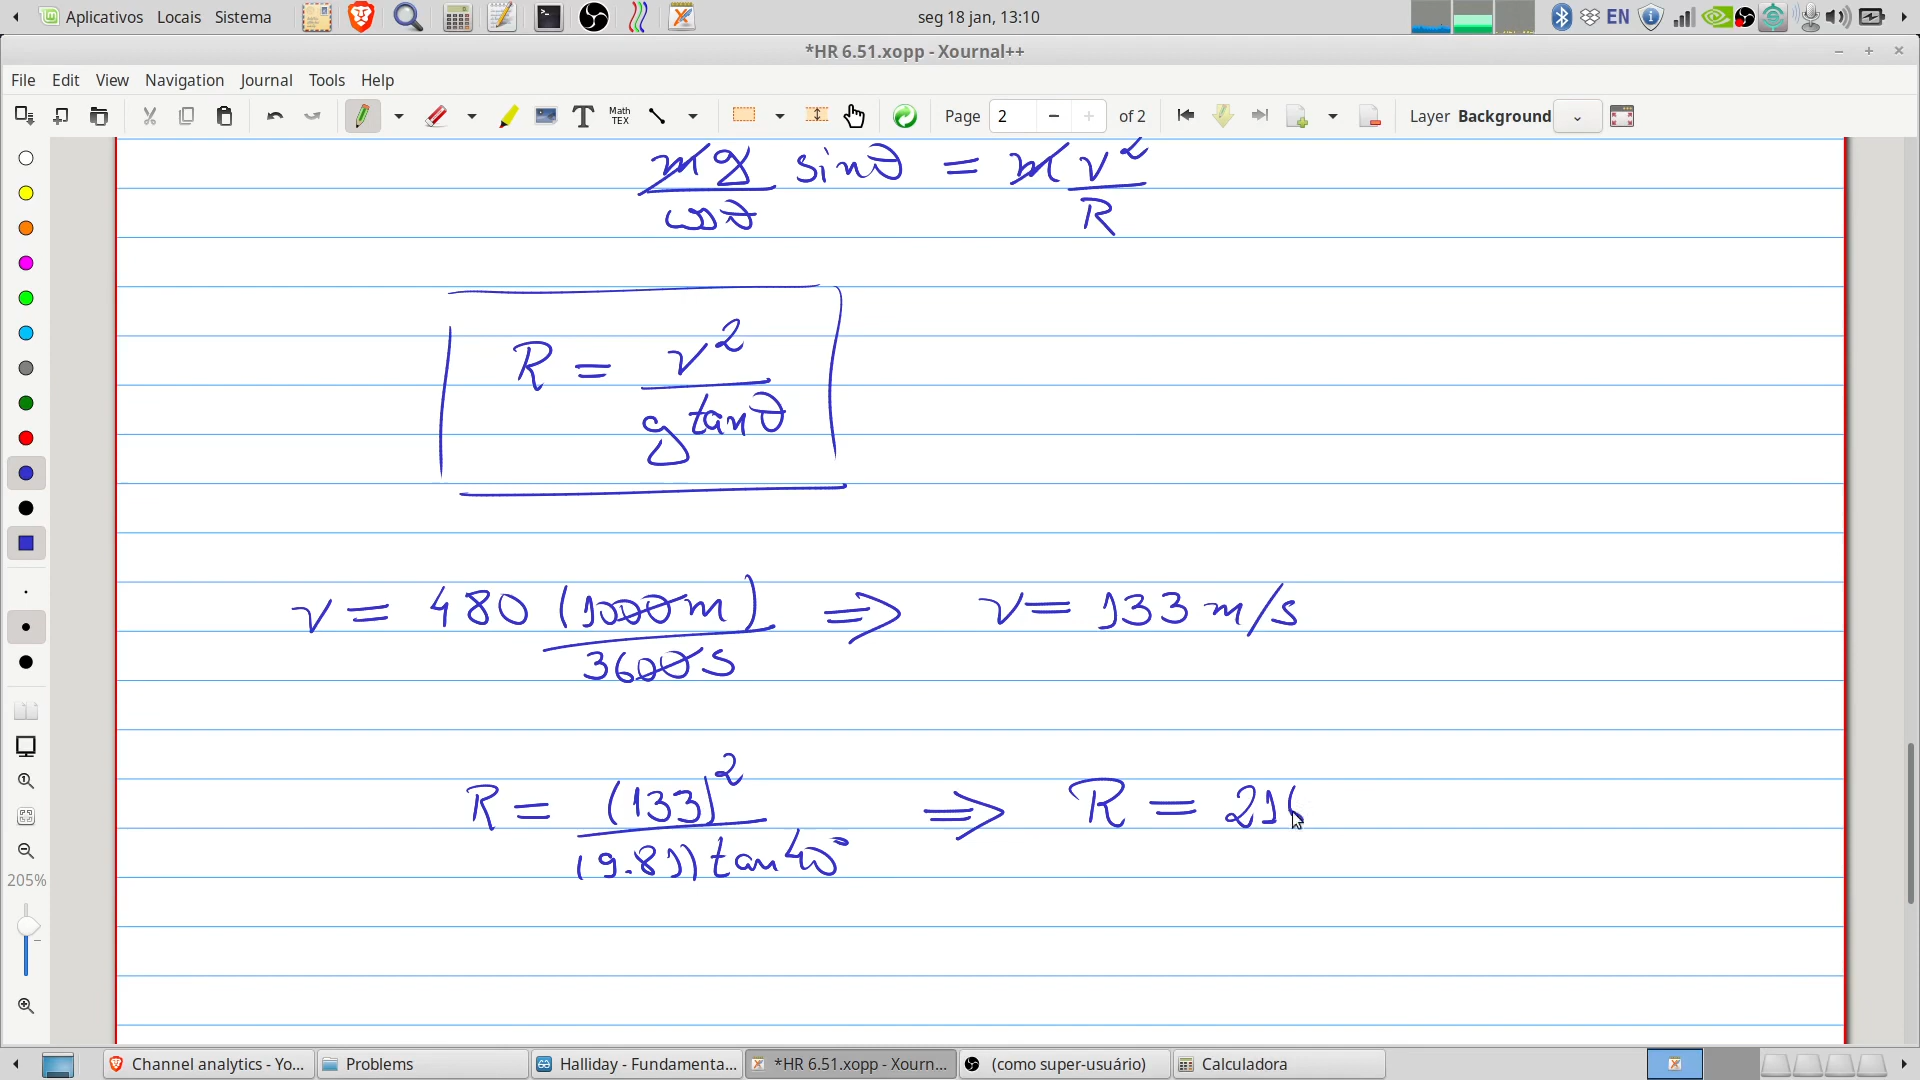 Aplicativos Locais Sistema seg 18 jan, 13:10 EN
*HR 6.51.xopp - Xournal++
File Edit View Navigation Journal Tools Help
Math TEX Page 2 of 2 Layer Background
mg/cosθ sinθ = m v²/R
R = v²/(g tanθ)
v = 480 (1000m)/3600s ⇒ v = 133 m/s
R = (133)²/(9.81) tan40° ⇒ R = 216
205%
Channel analytics - Yo... Problems Halliday - Fundamenta... *HR 6.51.xopp - Xourn... (como super-usuário) Calculadora